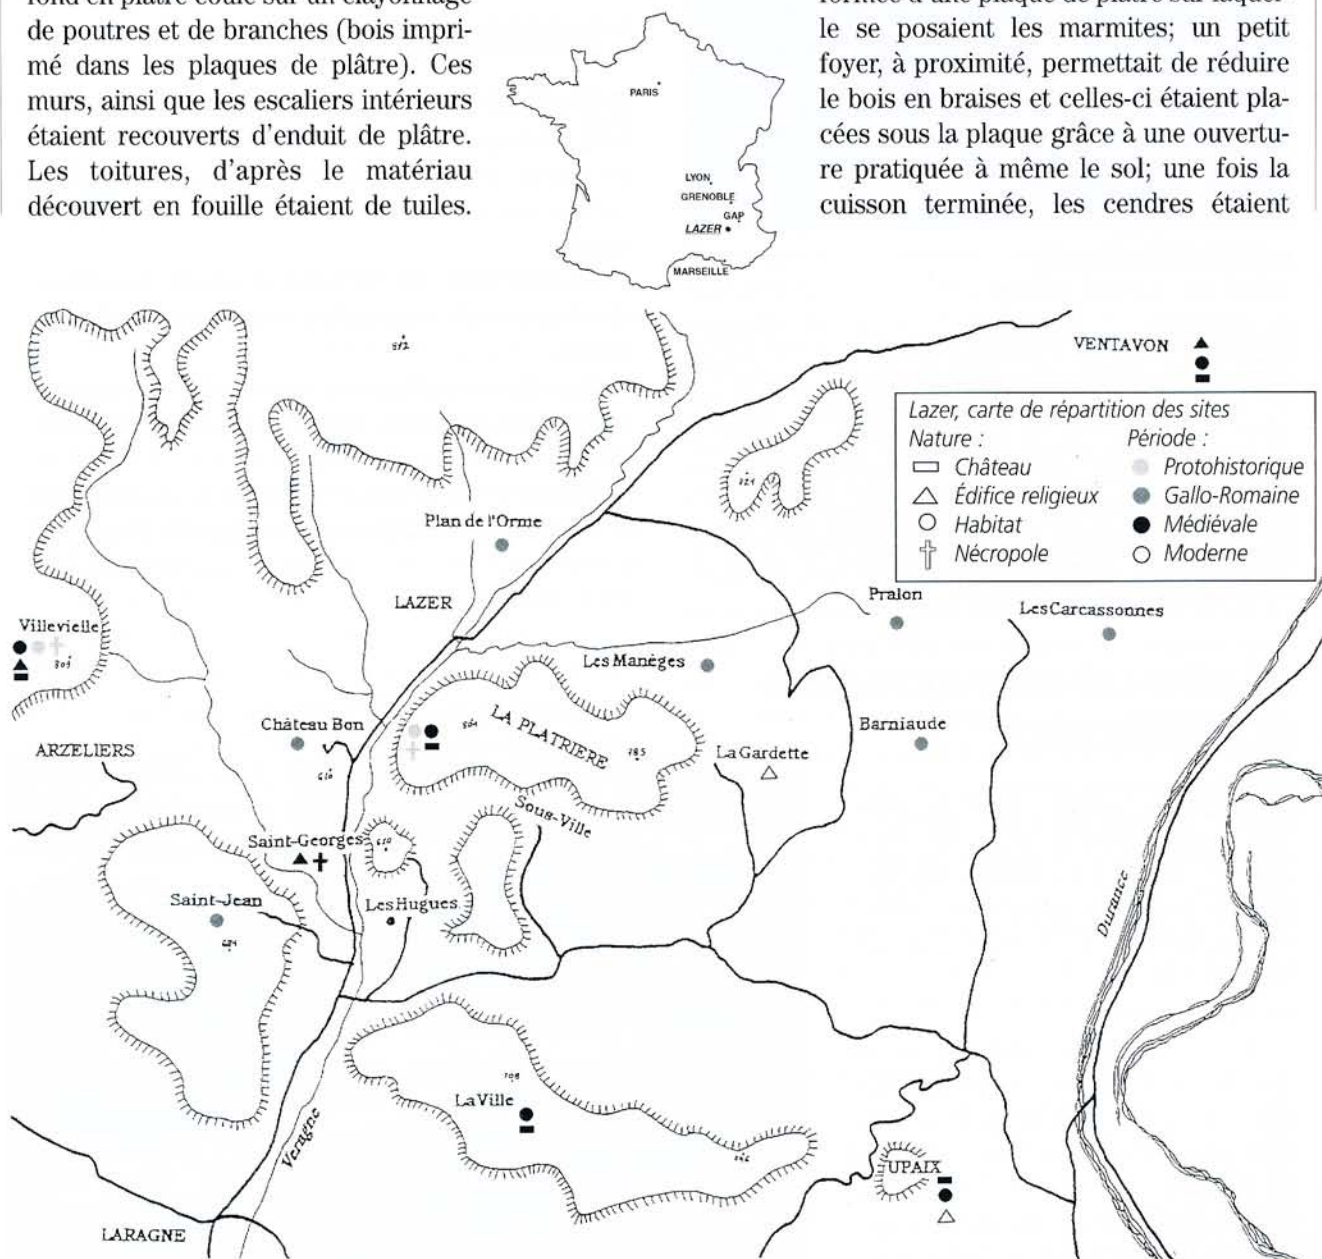 fond en plâtre coulé sur un clayonnage
de poutres et de branches (bois impri-
mé dans les plaques de plâtre). Ces
murs, ainsi que les escaliers intérieurs
étaient recouverts d'enduit de plâtre.
Les toitures, d'après le matériau
découvert en fouille étaient de tuiles.
PARIS
LYON
GRENOBLE
GAP
LAZER
MARSEILLE
formée d'une plaque de plâtre sur laquel-
le se posaient les marmites; un petit
foyer, à proximité, permettait de réduire
le bois en braises et celles-ci étaient pla-
cées sous la plaque grâce à une ouvertu-
re pratiquée à même le sol; une fois la
cuisson terminée, les cendres étaient
VENTAVON
Lazer, carte de répartition des sites
Nature :
Château
Édifice religieux
Habitat
Nécropole
Période :
Protohistorique
Gallo-Romaine
Médiévale
Moderne
Plan de l'Orme
LAZER
Pralon
Les Carcassonnes
Villevieille
Les Manèges
Château Bon
LA PLATRIERE
785
Barniaude
ARZELIERS
La Gardette
610
Sous-Ville
Saint-Georges
610
Saint-Jean
Les Hugues
Durance
708
La Ville
Veragne
UPAIX
LARAGNE